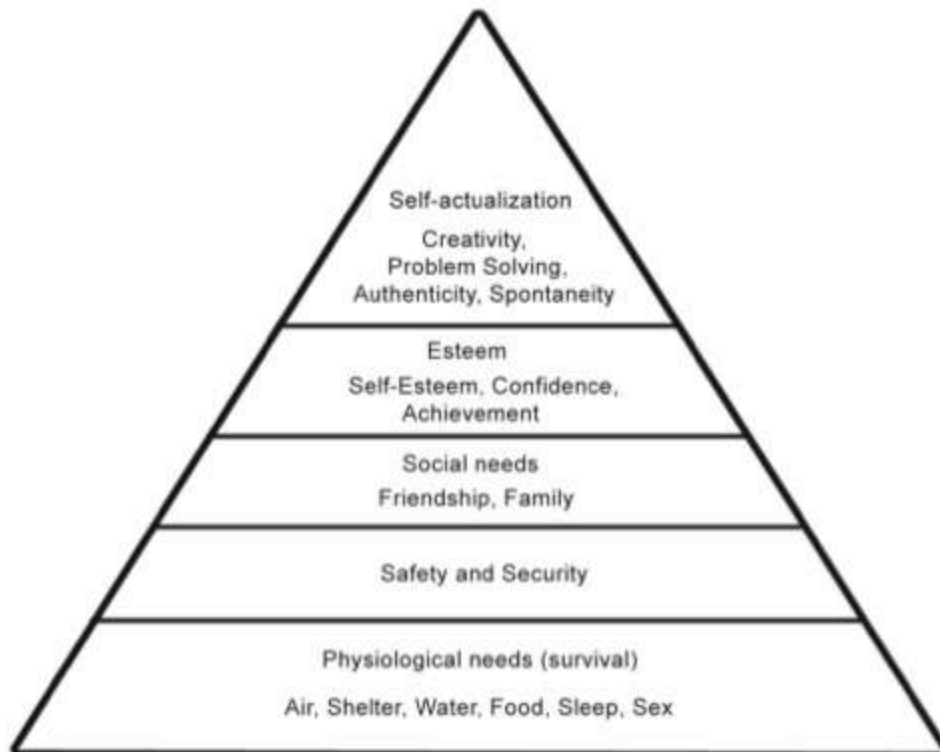 Self-actualization
Creativity,
Problem Solving,
Authenticity, Spontaneity
Esteem
Self-Esteem, Confidence,
Achievement
Social needs
Friendship, Family
Safety and Security
Physiological needs (survival)
Air, Shelter, Water, Food, Sleep, Sex